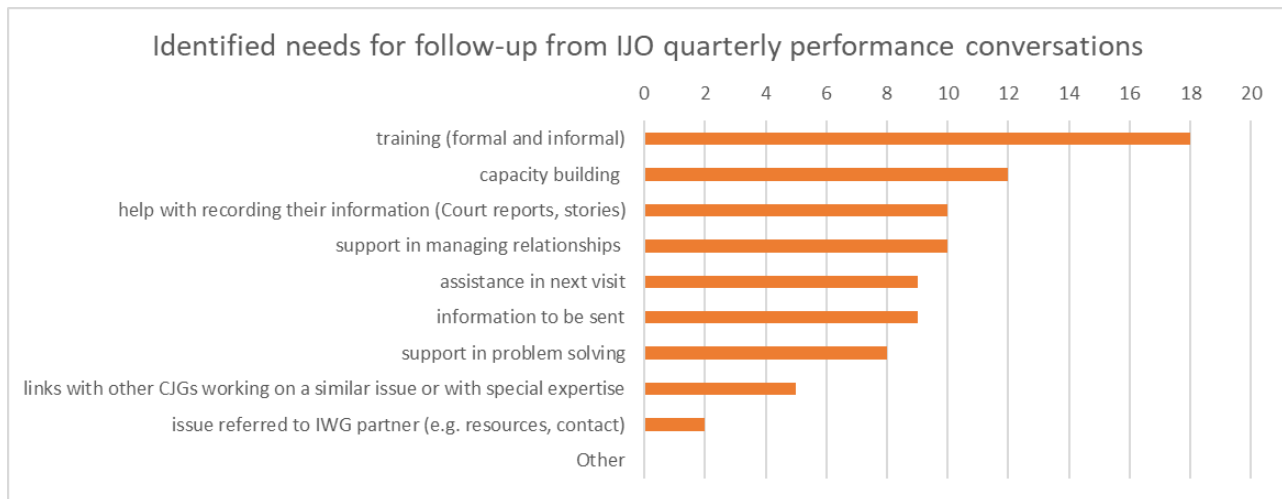 Identified needs for follow-up from IJO quarterly performance conversations
0 2 4 6 8 10 12 14 16 18 20
training (formal and informal)
capacity building
help with recording their information (Court reports, stories)
support in managing relationships
assistance in next visit
information to be sent
support in problem solving
links with other CJGs working on a similar issue or with special expertise
issue referred to IWG partner (e.g. resources, contact)
Other